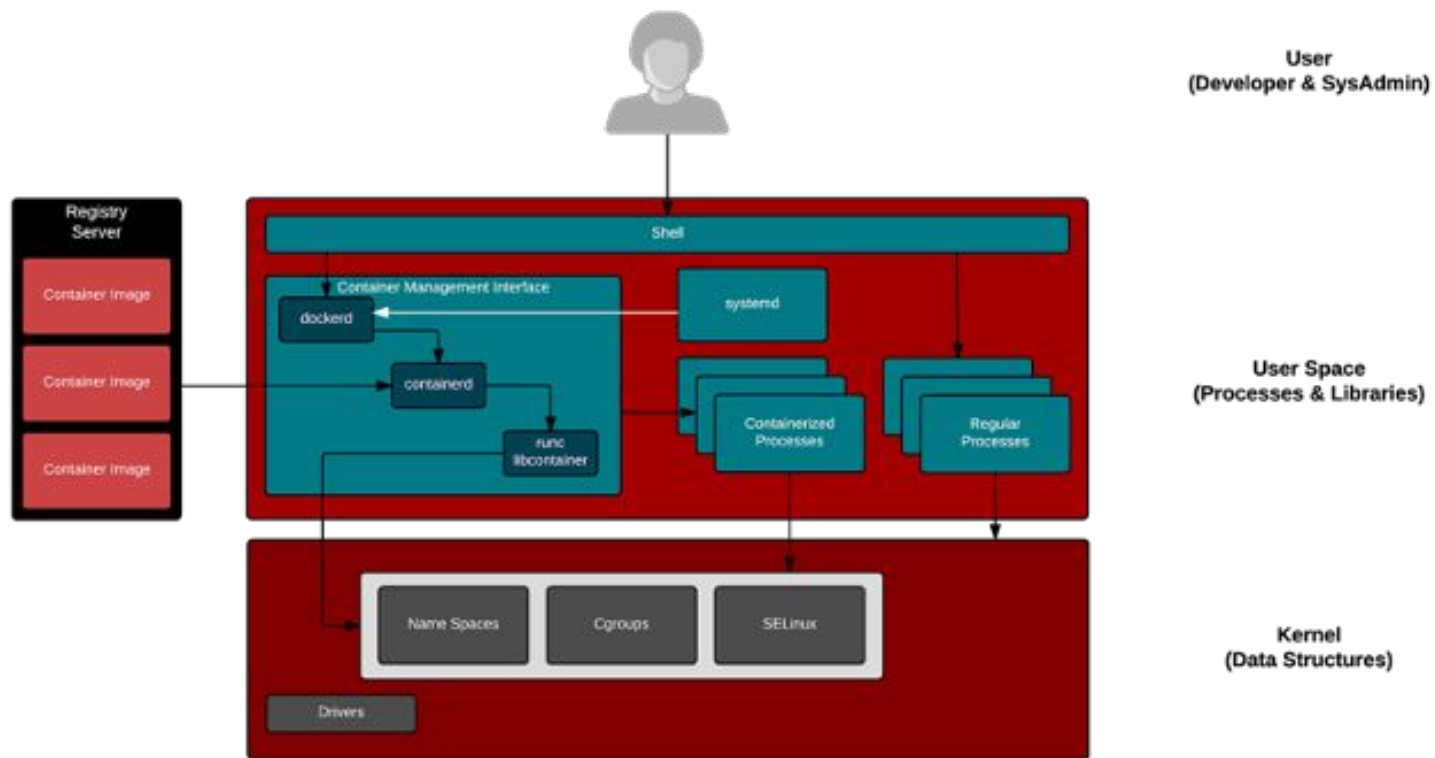 User
(Developer & SysAdmin)
Registry
Server
Container Image
Container Image
Container Image
Shell
Container Management Interface
dockerd
systemd
containerd
runc
libcontainer
Containerized
Processes
Regular
Processes
User Space
(Processes & Libraries)
Name Spaces
Cgroups
SELinux
Drivers
Kernel
(Data Structures)